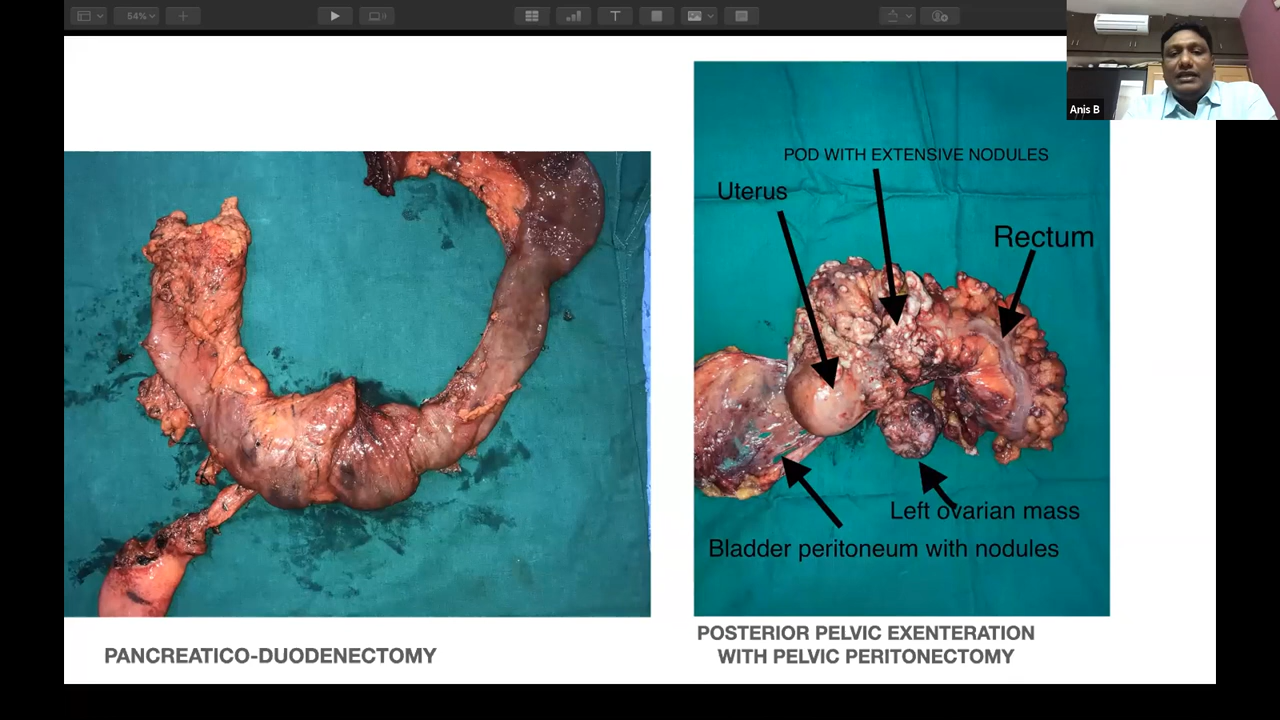 54%
Anis B
POD WITH EXTENSIVE NODULES
Uterus
Rectum
Left ovarian mass
Bladder peritoneum with nodules
PANCREATICO-DUODENECTOMY
POSTERIOR PELVIC EXENTERATION
WITH PELVIC PERITONECTOMY